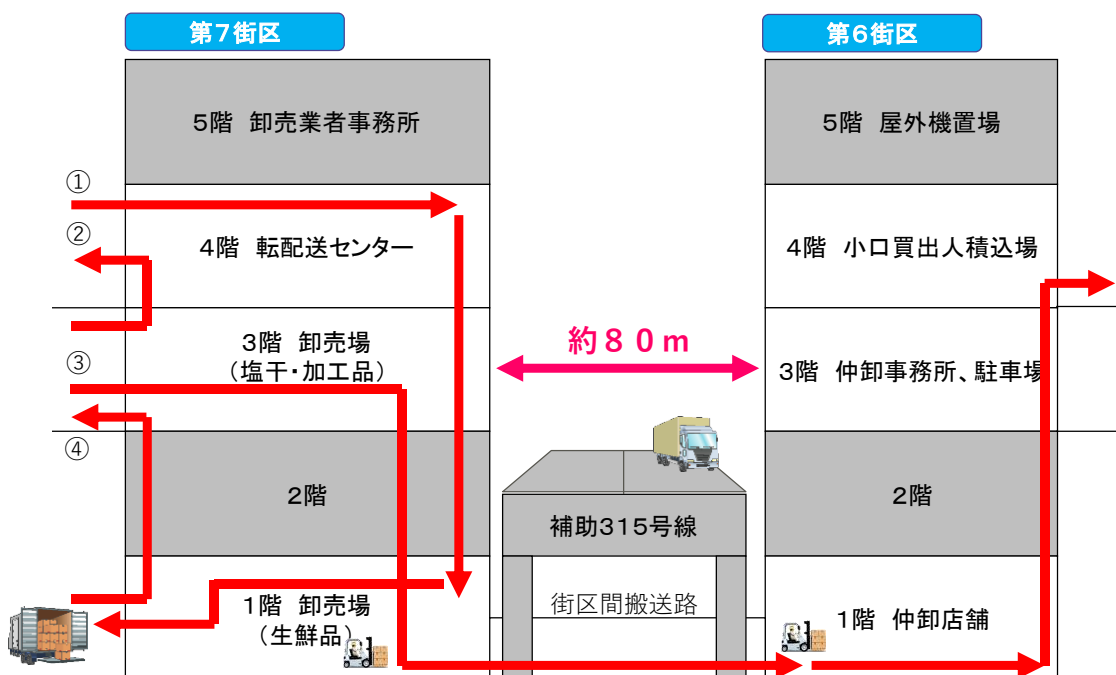 第7街区
第6街区
5階 卸売業者事務所
5階 屋外機置場
①
②
4階 転配送センター
4階 小口買出人積込場
約80m
3階 卸売場
(塩干・加工品)
③
3階 仲卸事務所、駐車場
④
2階
2階
補助315号線
1階 卸売場
(生鮮品)
街区間搬送路
1階 仲卸店舗